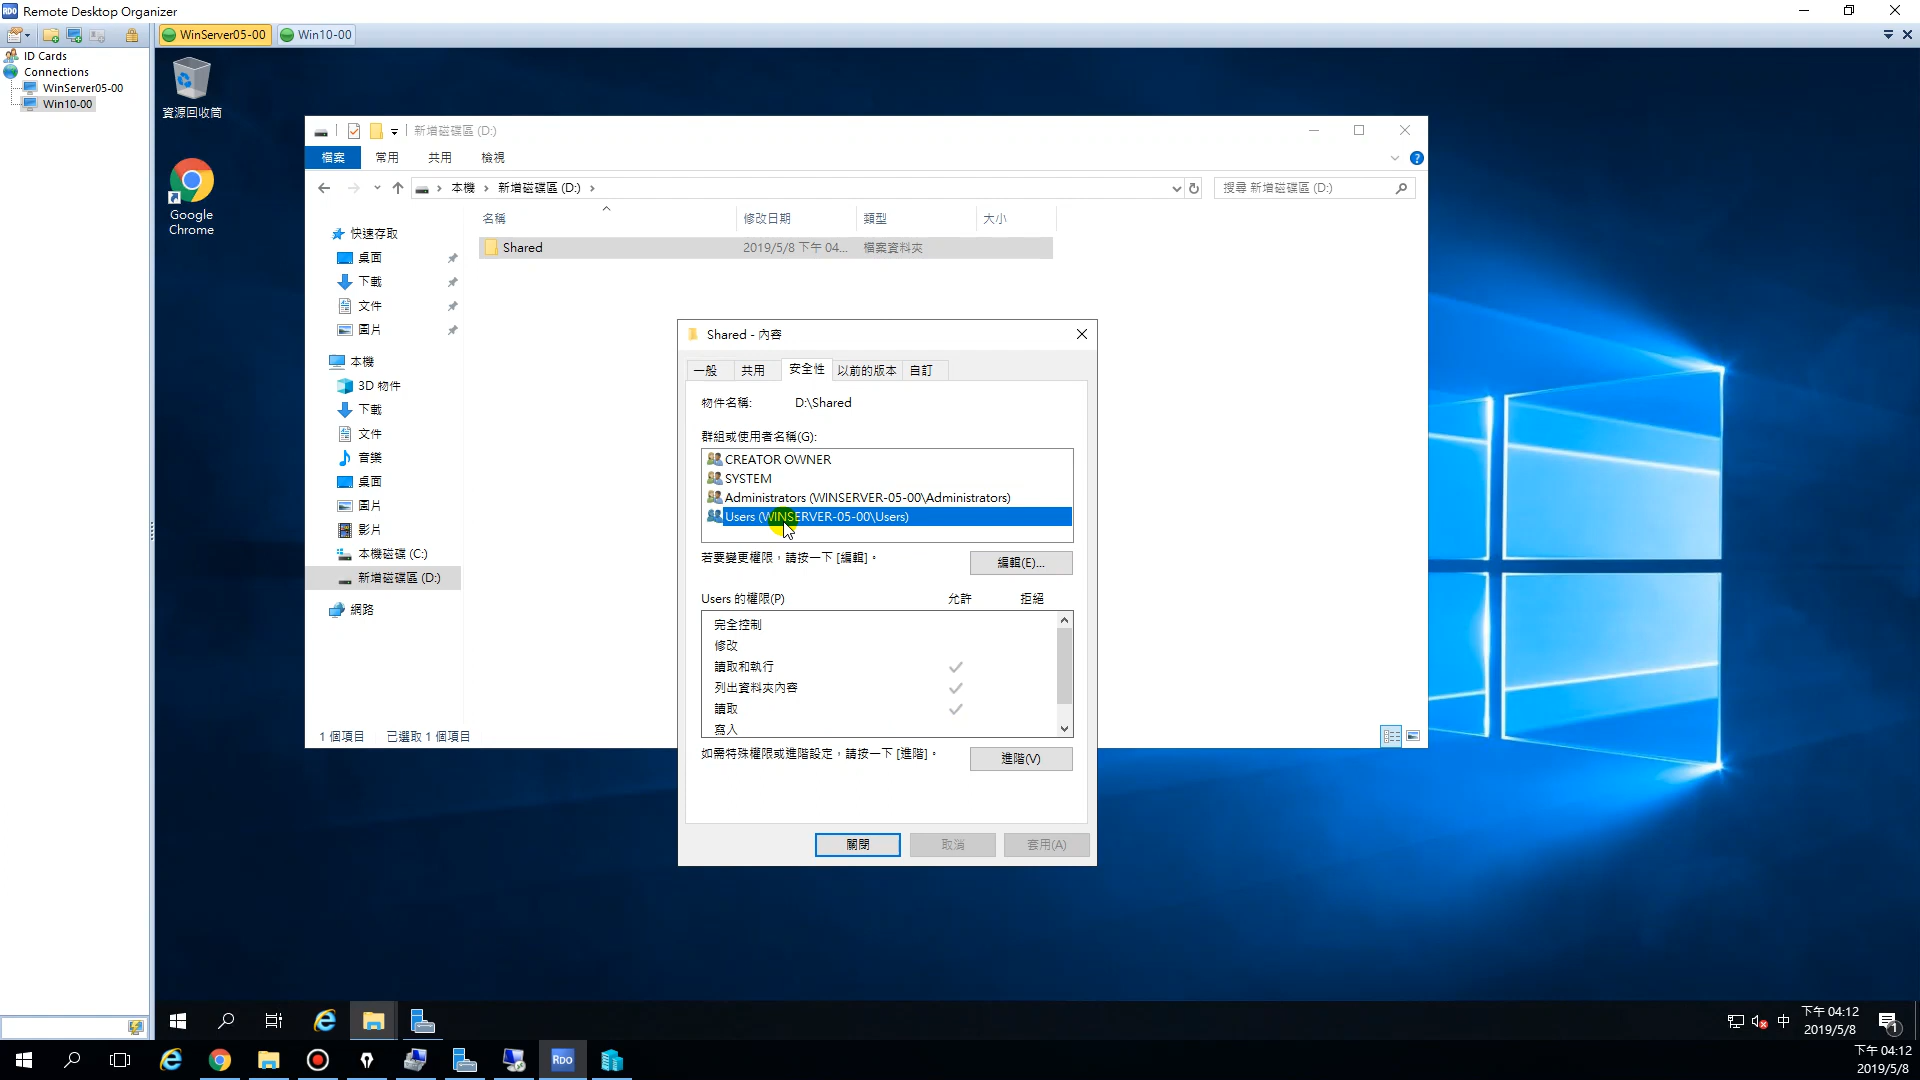 Remote Desktop Organizer
WinServer05-00
Win10-00
ID Cards
Connections
WinServer05-00
Win10-00
資源回收筒
Google
Chrome
新增磁碟區 (D:)
檔案
常用
共用
檢視
本機
新增磁碟區 (D:)
搜尋 新增磁碟區 (D:)
名稱
修改日期
類型
大小
Shared
2019/5/8 下午 04...
檔案資料夾
快速存取
桌面
下載
文件
圖片
本機
3D 物件
下載
文件
音樂
桌面
圖片
影片
本機磁碟 (C:)
新增磁碟區 (D:)
網路
1 個項目
已選取 1 個項目
Shared - 內容
一般
共用
安全性
以前的版本
自訂
物件名稱:
D:\Shared
群組或使用者名稱(G):
CREATOR OWNER
SYSTEM
Administrators (WINSERVER-05-00\Administrators)
Users (WINSERVER-05-00\Users)
若要變更權限，請按一下 [編輯]。
編輯(E)...
Users 的權限(P)
允許
拒絕
完全控制
修改
讀取和執行
列出資料夾內容
讀取
寫入
如需特殊權限或進階設定，請按一下 [進階]。
進階(V)
關閉
取消
套用(A)
中
下午 04:12
2019/5/8
1
RDO
下午 04:12
2019/5/8